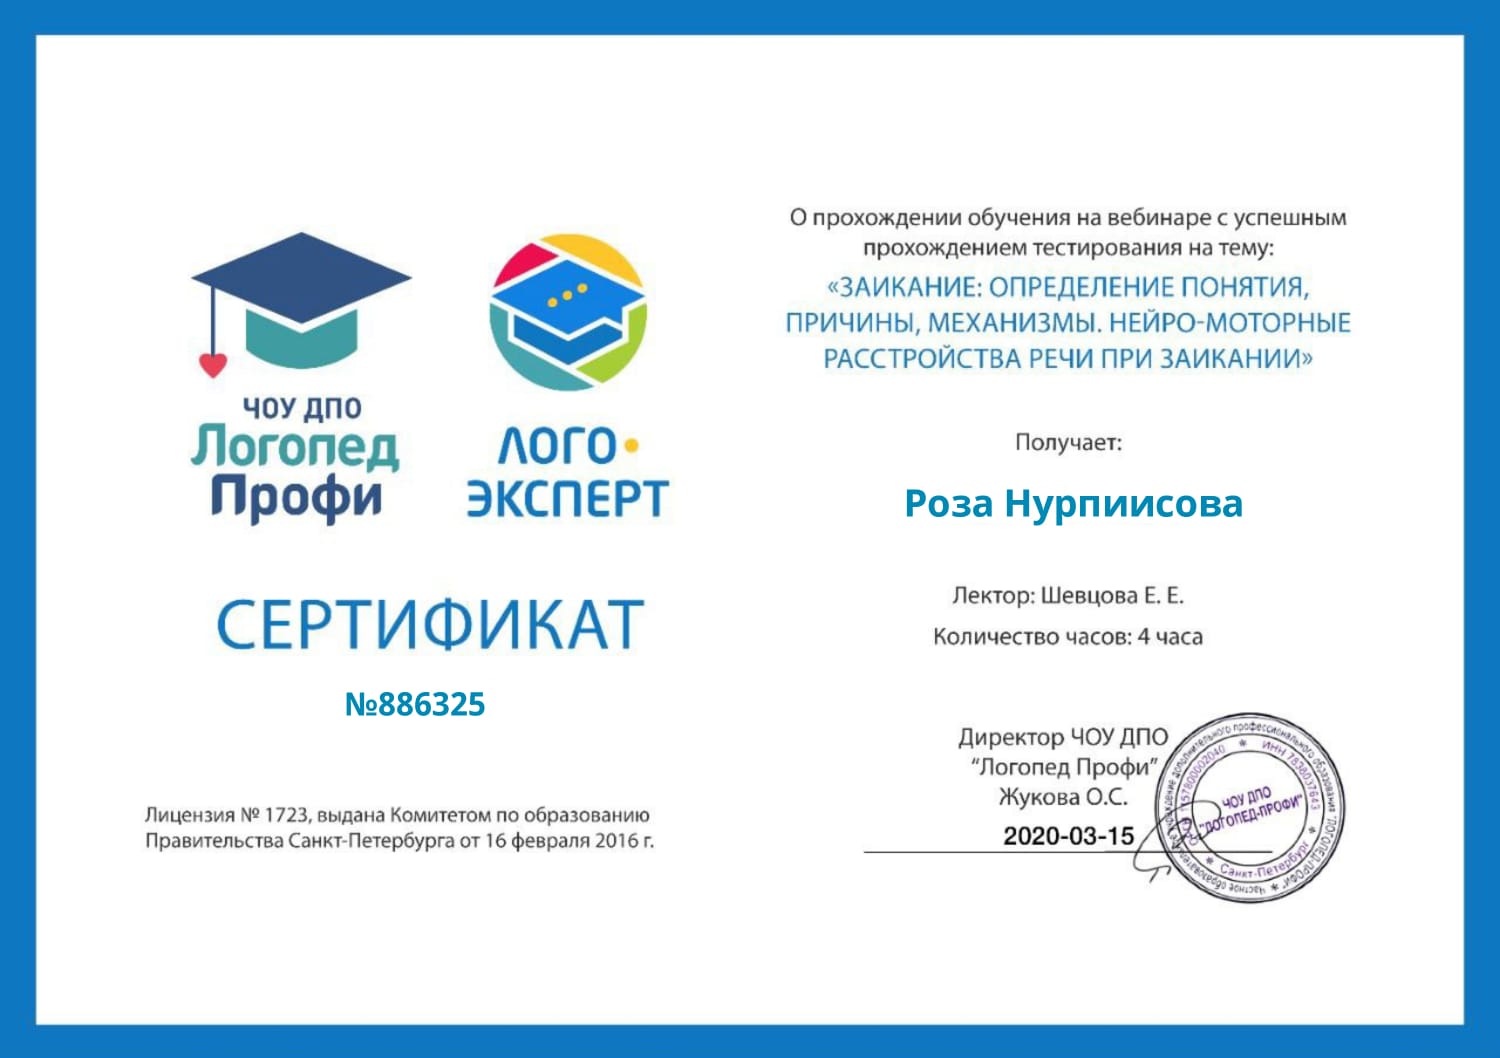 ЧОУ ДПО
Логопед
Профи
ЛОГО
ЭКСПЕРТ
СЕРТИФИКАТ
№886325
Лицензия № 1723, выдана Комитетом по образованию
Правительства Санкт-Петербурга от 16 февраля 2016 г.
О прохождении обучения на вебинаре с успешным
прохождением тестирования на тему:
«ЗАИКАНИЕ: ОПРЕДЕЛЕНИЕ ПОНЯТИЯ,
ПРИЧИНЫ, МЕХАНИЗМЫ. НЕЙРО-МОТОРНЫЕ
РАССТРОЙСТВА РЕЧИ ПРИ ЗАИКАНИИ»
Получает:
Роза Нурпиисова
Лектор: Шевцова Е. Е.
Количество часов: 4 часа
Директор ЧОУ ДПО
“Логопед Профи”
Жукова О.С.
2020-03-15
ЧОУ ДПО
"ЛОГОПЕД-ПРОФИ"
Санкт-Петербург
ИНН 7838037643
Частное образовательное учреждение дополнительного профессионального образования "ЛОГОПЕД-ПРОФИ"